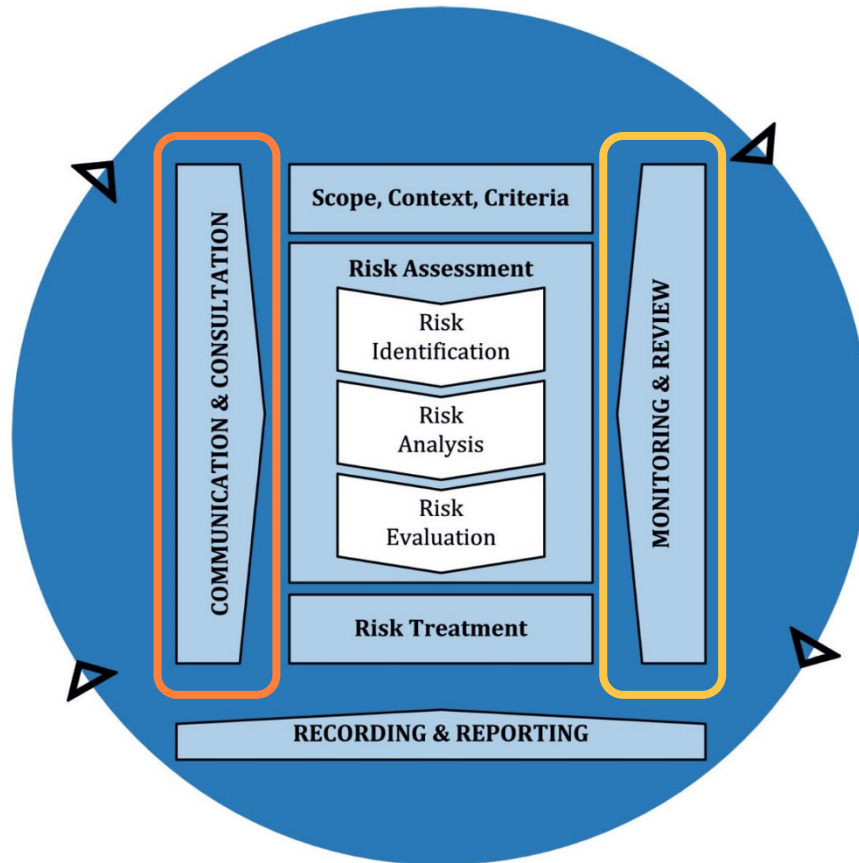 COMMUNICATION & CONSULTATION
Scope, Context, Criteria
Risk Assessment
Risk
Identification
Risk
Analysis
Risk
Evaluation
Risk Treatment
MONITORING & REVIEW
RECORDING & REPORTING